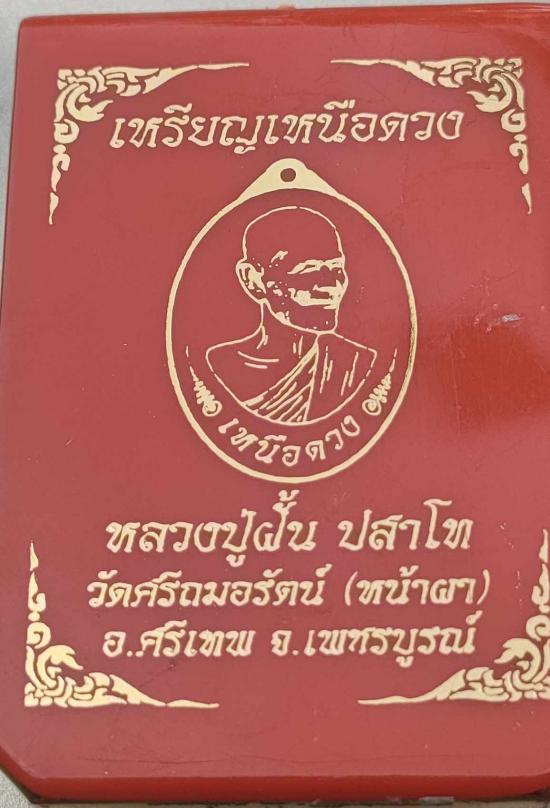 เหรียญเหนือดวง
เหนือดวง
หลวงปู่ฝั้น ปสาโท
วัดศรีถมอรัตน์ (หน้าผา)
อ.ศรีเทพ จ.เพชรบูรณ์